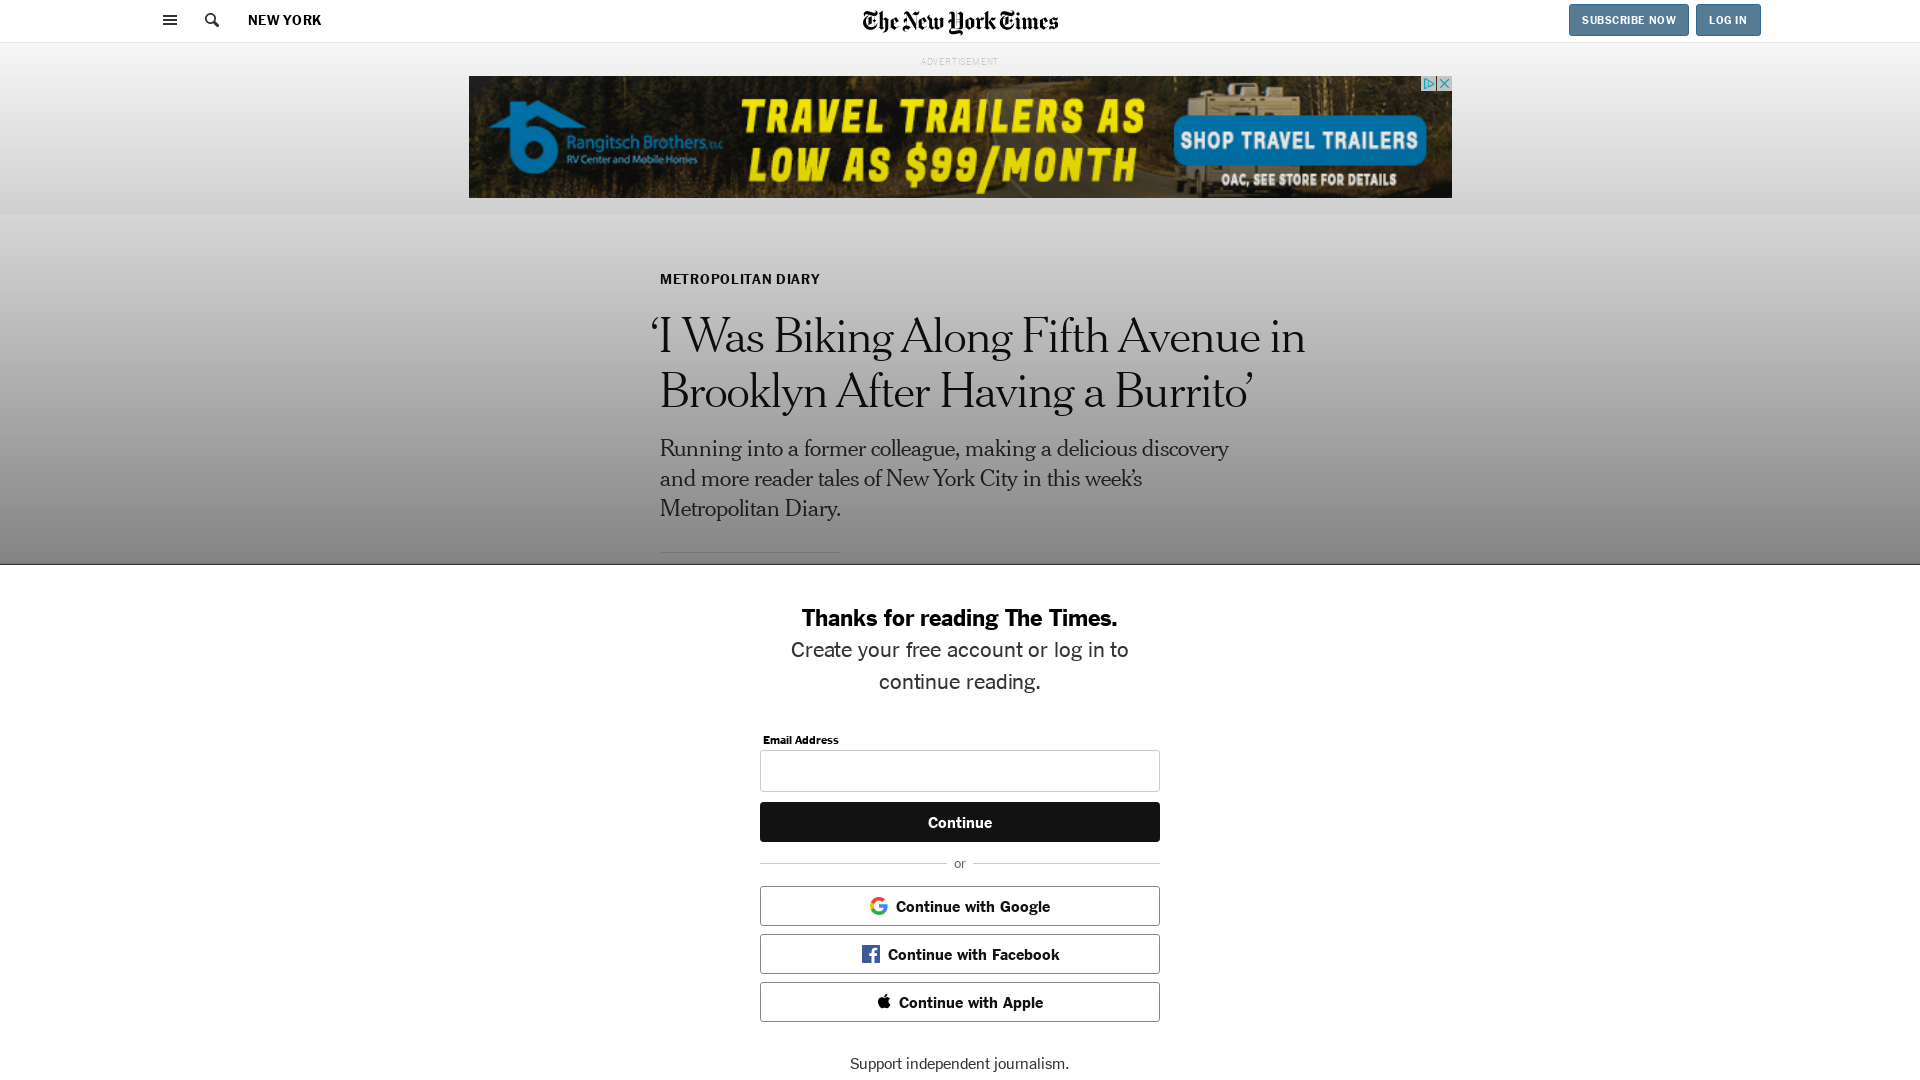 NEW YORK
The New York Times
SUBSCRIBE NOW
LOG IN
ADVERTISEMENT
Rangitsch Brothers, LLC
RV Center and Mobile Homes
TRAVEL TRAILERS AS
LOW AS $99/MONTH
SHOP TRAVEL TRAILERS
OAC, SEE STORE FOR DETAILS
METROPOLITAN DIARY
‘I Was Biking Along Fifth Avenue in
Brooklyn After Having a Burrito’
Running into a former colleague, making a delicious discovery
and more reader tales of New York City in this week’s
Metropolitan Diary.
Thanks for reading The Times.
Create your free account or log in to
continue reading.
Email Address
Continue
or
Continue with Google
Continue with Facebook
Continue with Apple
Support independent journalism.